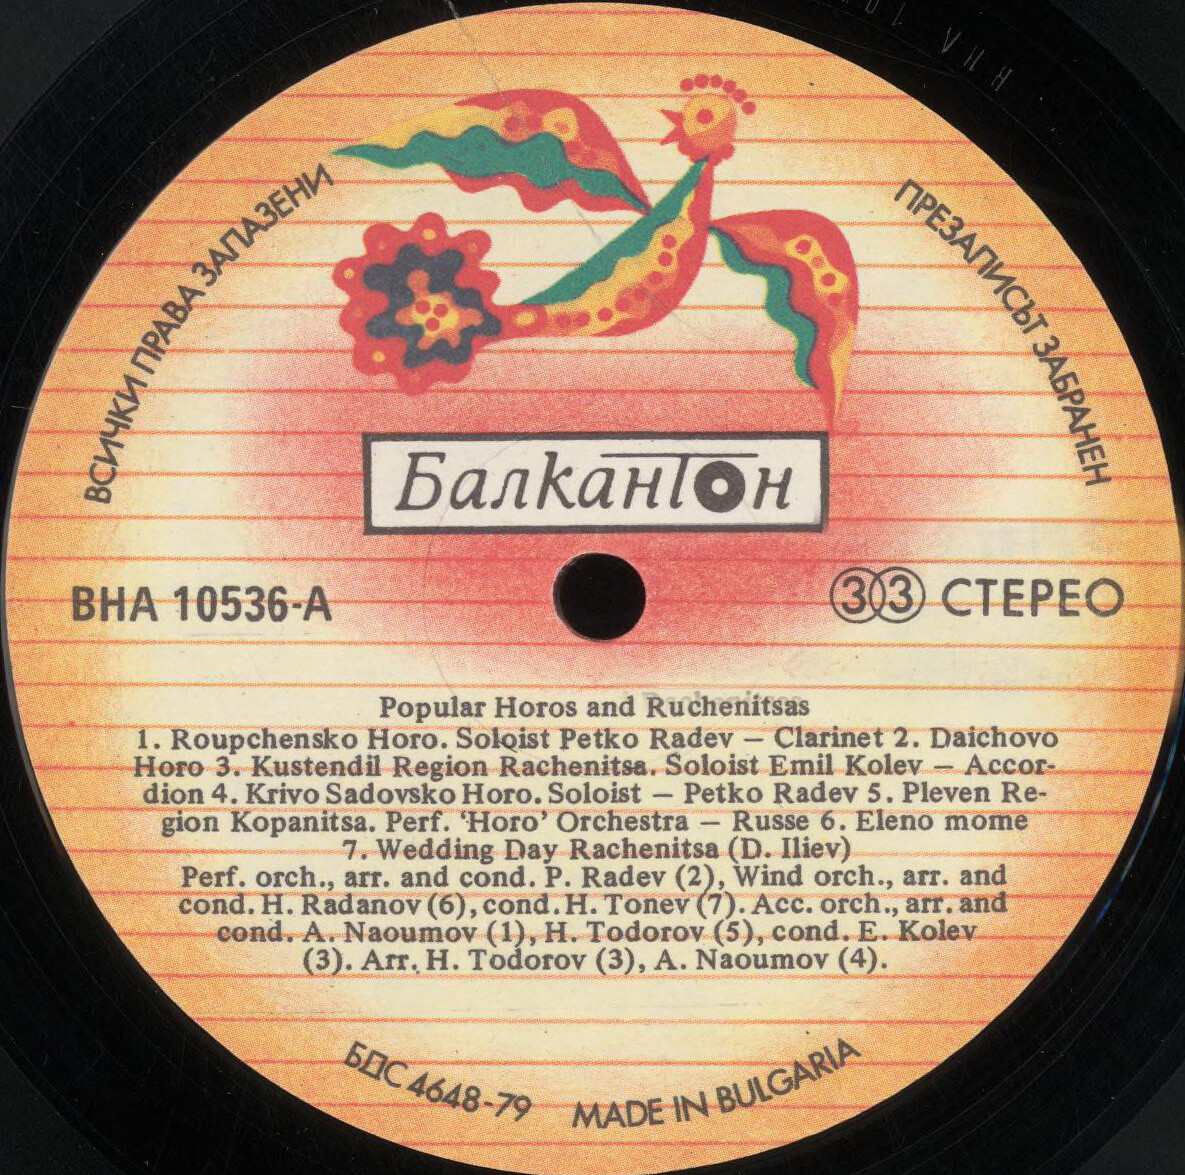 ВСИЧКИ ПРАВА ЗАПАЗЕНИ
ПРЕЗАПИСЪТ ЗАБРАНЕН
Балкантон
ВНА 10536-А
33 СТЕРЕО
Popular Horos and Ruchenitsas
1. Roupchensko Horo. Soloist Petko Radev — Clarinet 2. Daichovo
Horo 3. Kustendil Region Rachenitsa. Soloist Emil Kolev — Accor-
dion 4. Krivo Sadovsko Horo. Soloist — Petko Radev 5. Pleven Re-
gion Kopanitsa. Perf. ‘Horo’ Orchestra — Russe 6. Eleno mome
7. Wedding Day Rachenitsa (D. Iliev)
Perf. orch., arr. and cond. P. Radev (2), Wind orch., arr. and
cond. H. Radanov (6), cond. H. Tonev (7). Acc. orch., arr. and
cond. A. Naoumov (1), H. Todorov (5), cond. E. Kolev
(3). Arr. H. Todorov (3), A. Naoumov (4).
БДС 4648-79
MADE IN BULGARIA